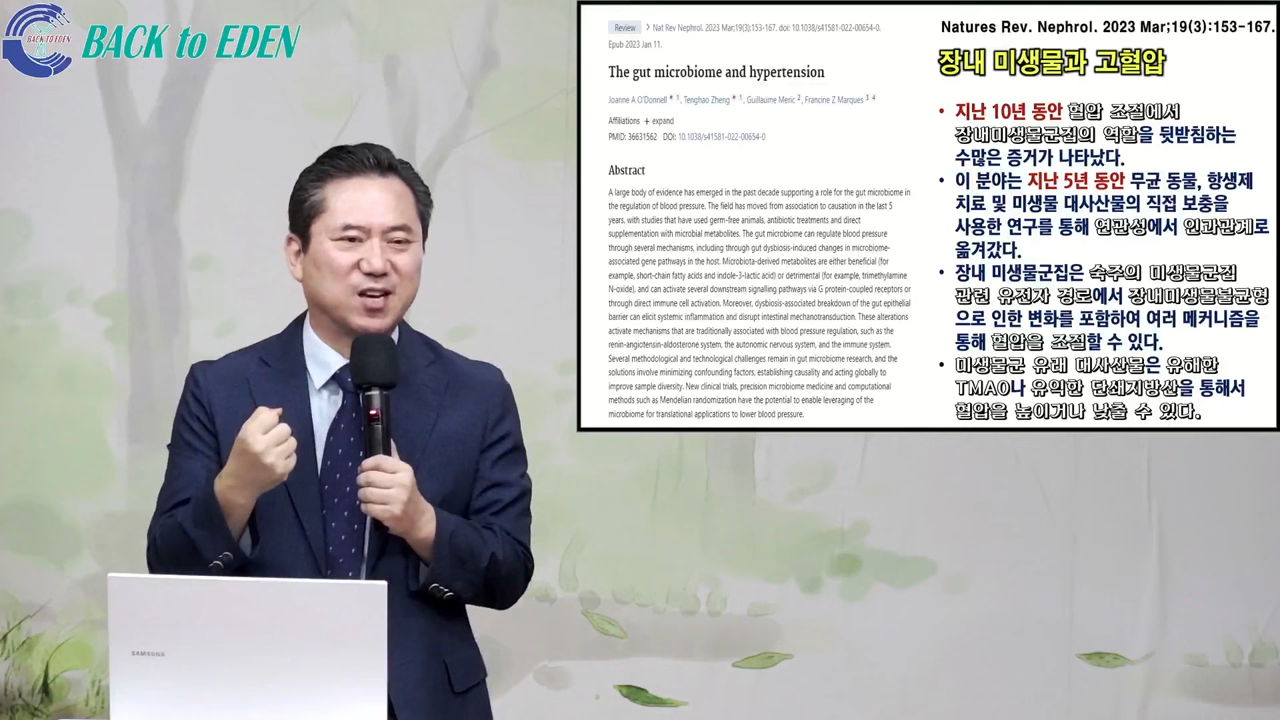 BACK TO EDEN
BACK to EDEN
Review
Nat Rev Nephrol. 2023 Mar;19(3):153-167. doi: 10.1038/s41581-022-00654-0.
Epub 2023 Jan 11.
The gut microbiome and hypertension
Joanne A O'Donnell * 1, Tenghao Zheng * 1, Guillaume Meric 2, Francine Z Marques 3 4
Affiliations + expand
PMID: 36631562 DOI: 10.1038/s41581-022-00654-0
Abstract
A large body of evidence has emerged in the past decade supporting a role for the gut microbiome in
the regulation of blood pressure. The field has moved from association to causation in the last 5
years, with studies that have used germ-free animals, antibiotic treatments and direct
supplementation with microbial metabolites. The gut microbiome can regulate blood pressure
through several mechanisms, including through gut dysbiosis-induced changes in microbiome-
associated gene pathways in the host. Microbiota-derived metabolites are either beneficial (for
example, short-chain fatty acids and indole-3-lactic acid) or detrimental (for example, trimethylamine
N-oxide), and can activate several downstream signalling pathways via G protein-coupled receptors or
through direct immune cell activation. Moreover, dysbiosis-associated breakdown of the gut epithelial
barrier can elicit systemic inflammation and disrupt intestinal mechanotransduction. These alterations
activate mechanisms that are traditionally associated with blood pressure regulation, such as the
renin-angiotensin-aldosterone system, the autonomic nervous system, and the immune system.
Several methodological and technological challenges remain in gut microbiome research, and the
solutions involve minimizing confounding factors, establishing causality and acting globally to
improve sample diversity. New clinical trials, precision microbiome medicine and computational
methods such as Mendelian randomization have the potential to enable leveraging of the
microbiome for translational applications to lower blood pressure.
Natures Rev. Nephrol. 2023 Mar;19(3):153-167.
장내 미생물과 고혈압
• 지난 10년 동안 혈압 조절에서
장내미생물군집의 역할을 뒷받침하는
수많은 증거가 나타났다.
• 이 분야는 지난 5년 동안 무균 동물, 항생제
치료 및 미생물 대사산물의 직접 보충을
사용한 연구를 통해 연관성에서 인과관계로
옮겨갔다.
• 장내 미생물군집은 숙주의 미생물군집
관련 유전자 경로에서 장내미생물불균형
으로 인한 변화를 포함하여 여러 메커니즘을
통해 혈압을 조절할 수 있다.
• 미생물군 유래 대사산물은 유해한
TMAO나 유익한 단쇄지방산을 통해서
혈압을 높이거나 낮출 수 있다.
SAMSUNG